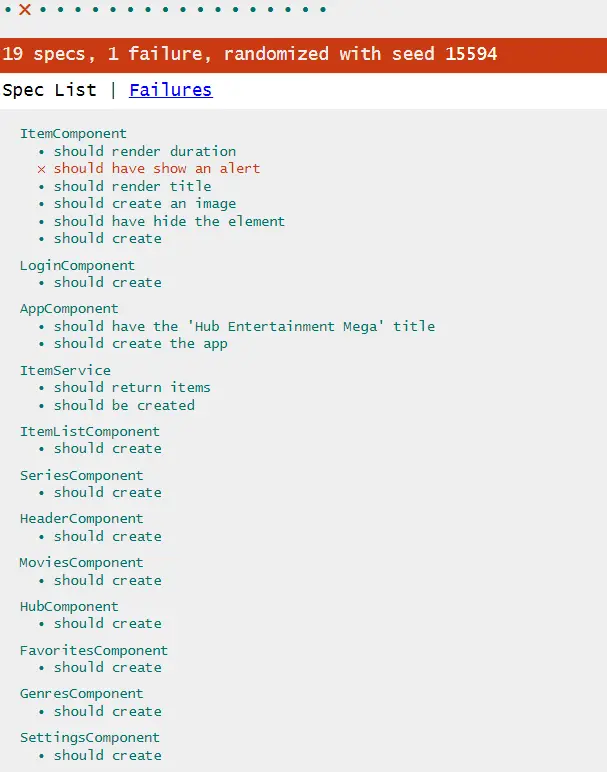 19 specs, 1 failure, randomized with seed 15594
Spec List | Failures
ItemComponent
• should render duration
× should have show an alert
• should render title
• should create an image
• should have hide the element
• should create
LoginComponent
• should create
AppComponent
• should have the 'Hub Entertainment Mega' title
• should create the app
ItemService
• should return items
• should be created
ItemListComponent
• should create
SeriesComponent
• should create
HeaderComponent
• should create
MoviesComponent
• should create
HubComponent
• should create
FavoritesComponent
• should create
GenresComponent
• should create
SettingsComponent
• should create